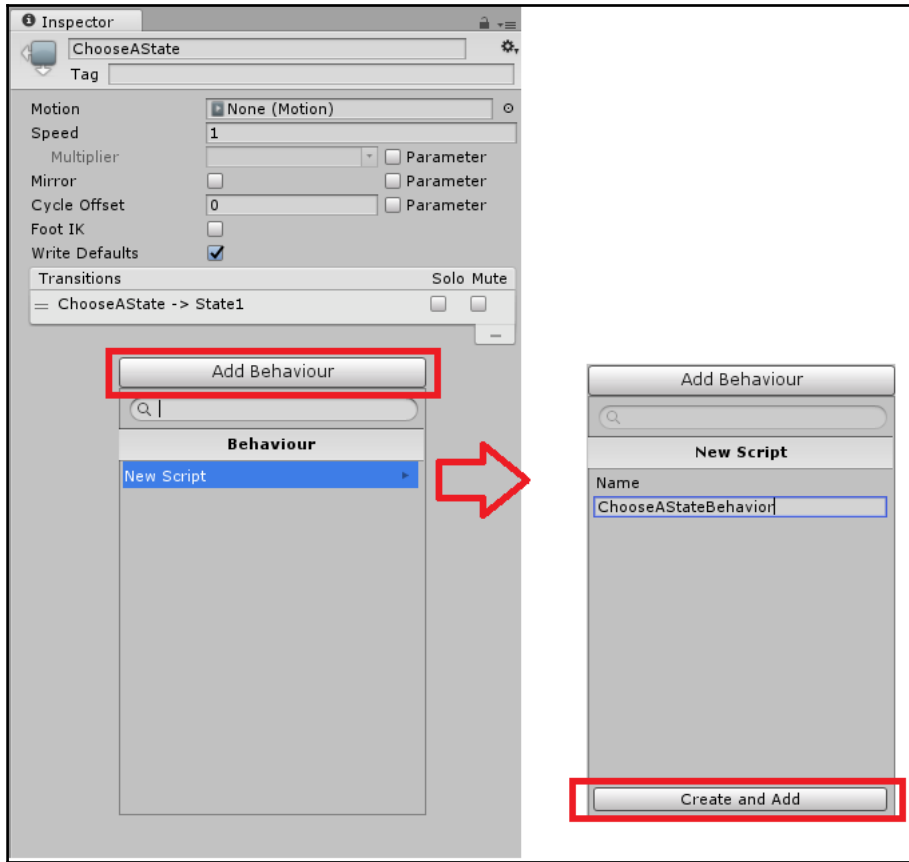 Inspector
ChooseAState
Tag
Motion None (Motion)
Speed 1
Multiplier Parameter
Mirror Parameter
Cycle Offset 0 Parameter
Foot IK
Write Defaults
Transitions Solo Mute
ChooseAState -> State1
Add Behaviour
Behaviour
New Script
Add Behaviour
New Script
Name
ChooseAStateBehavior
Create and Add